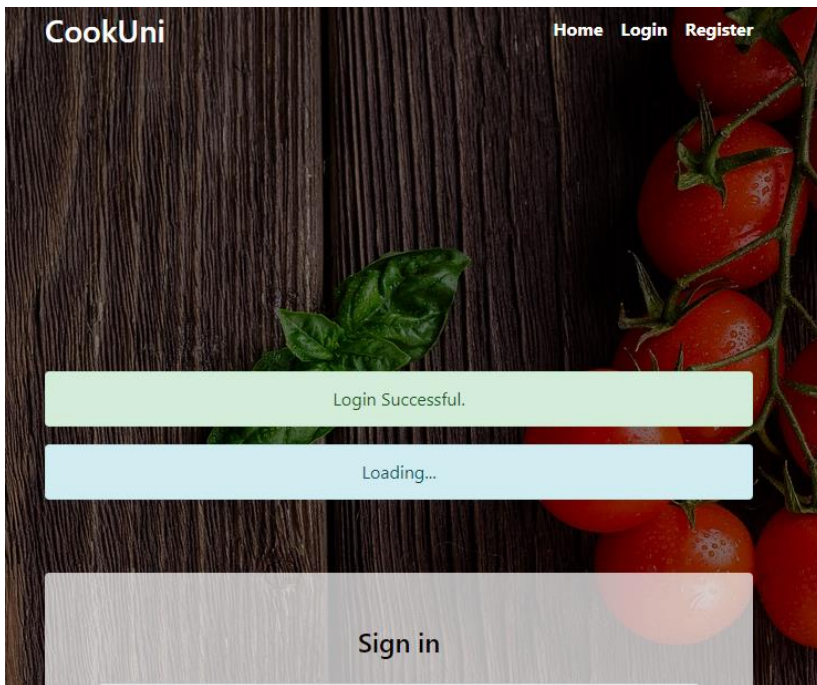 CookUni
Home Login Register
Login Successful.
Loading...
Sign in